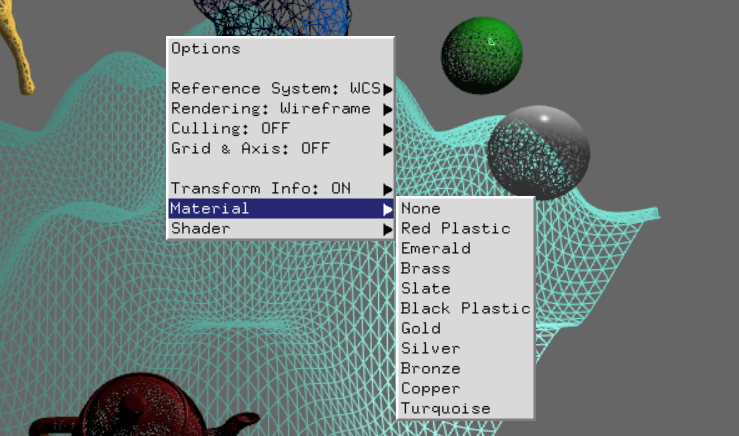 Options
Reference System: WCS
Rendering: Wireframe
Culling: OFF
Grid & Axis: OFF
Transform Info: ON
Material
Shader
None
Red Plastic
Emerald
Brass
Slate
Black Plastic
Gold
Silver
Bronze
Copper
Turquoise